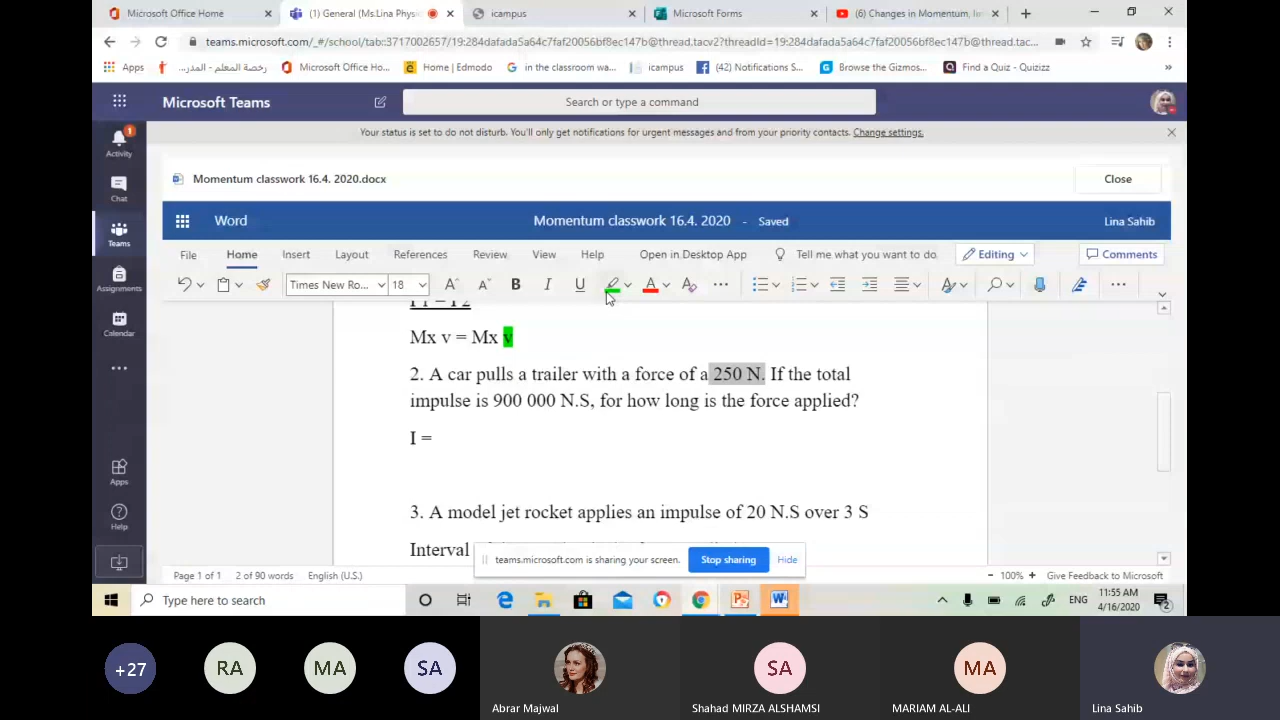 Microsoft Office Home
(1) General (Ms.Lina Physi
icampus
Microsoft Forms
(6) Changes in Momentum, Im
teams.microsoft.com/_#/school/tab::3717002657/19:284dafada5a64c7faf20056bf8ec147b@thread.tacv2?threadId=19:284dafada5a64c7faf20056bf8ec147b@thread.tac...
Apps
رخصة المعلم - المدر...
Microsoft Office Ho...
Home | Edmodo
in the classroom wa...
icampus
(42) Notifications S...
Browse the Gizmos...
Find a Quiz - Quizizz
Microsoft Teams
Search or type a command
Your status is set to do not disturb. You'll only get notifications for urgent messages and from your priority contacts. Change settings.
1
Activity
Chat
Teams
Assignments
Calendar
Apps
Help
Momentum classwork 16.4. 2020.docx
Close
Word
Momentum classwork 16.4. 2020 - Saved
Lina Sahib
File Home Insert Layout References Review View Help Open in Desktop App Tell me what you want to do Editing Comments
Times New Ro... 18 A A B I U A
Mx v = Mx v
2. A car pulls a trailer with a force of a 250 N. If the total
impulse is 900 000 N.S, for how long is the force applied?
I =
3. A model jet rocket applies an impulse of 20 N.S over 3 S
Interval
teams.microsoft.com is sharing your screen. Stop sharing Hide
Page 1 of 1 2 of 90 words English (U.S.) - 100% + Give Feedback to Microsoft
Type here to search
ENG
11:55 AM
4/16/2020
2
+27
RA
MA
SA
SA
MA
Abrar Majwal
Shahad MIRZA ALSHAMSI
MARIAM AL-ALI
Lina Sahib